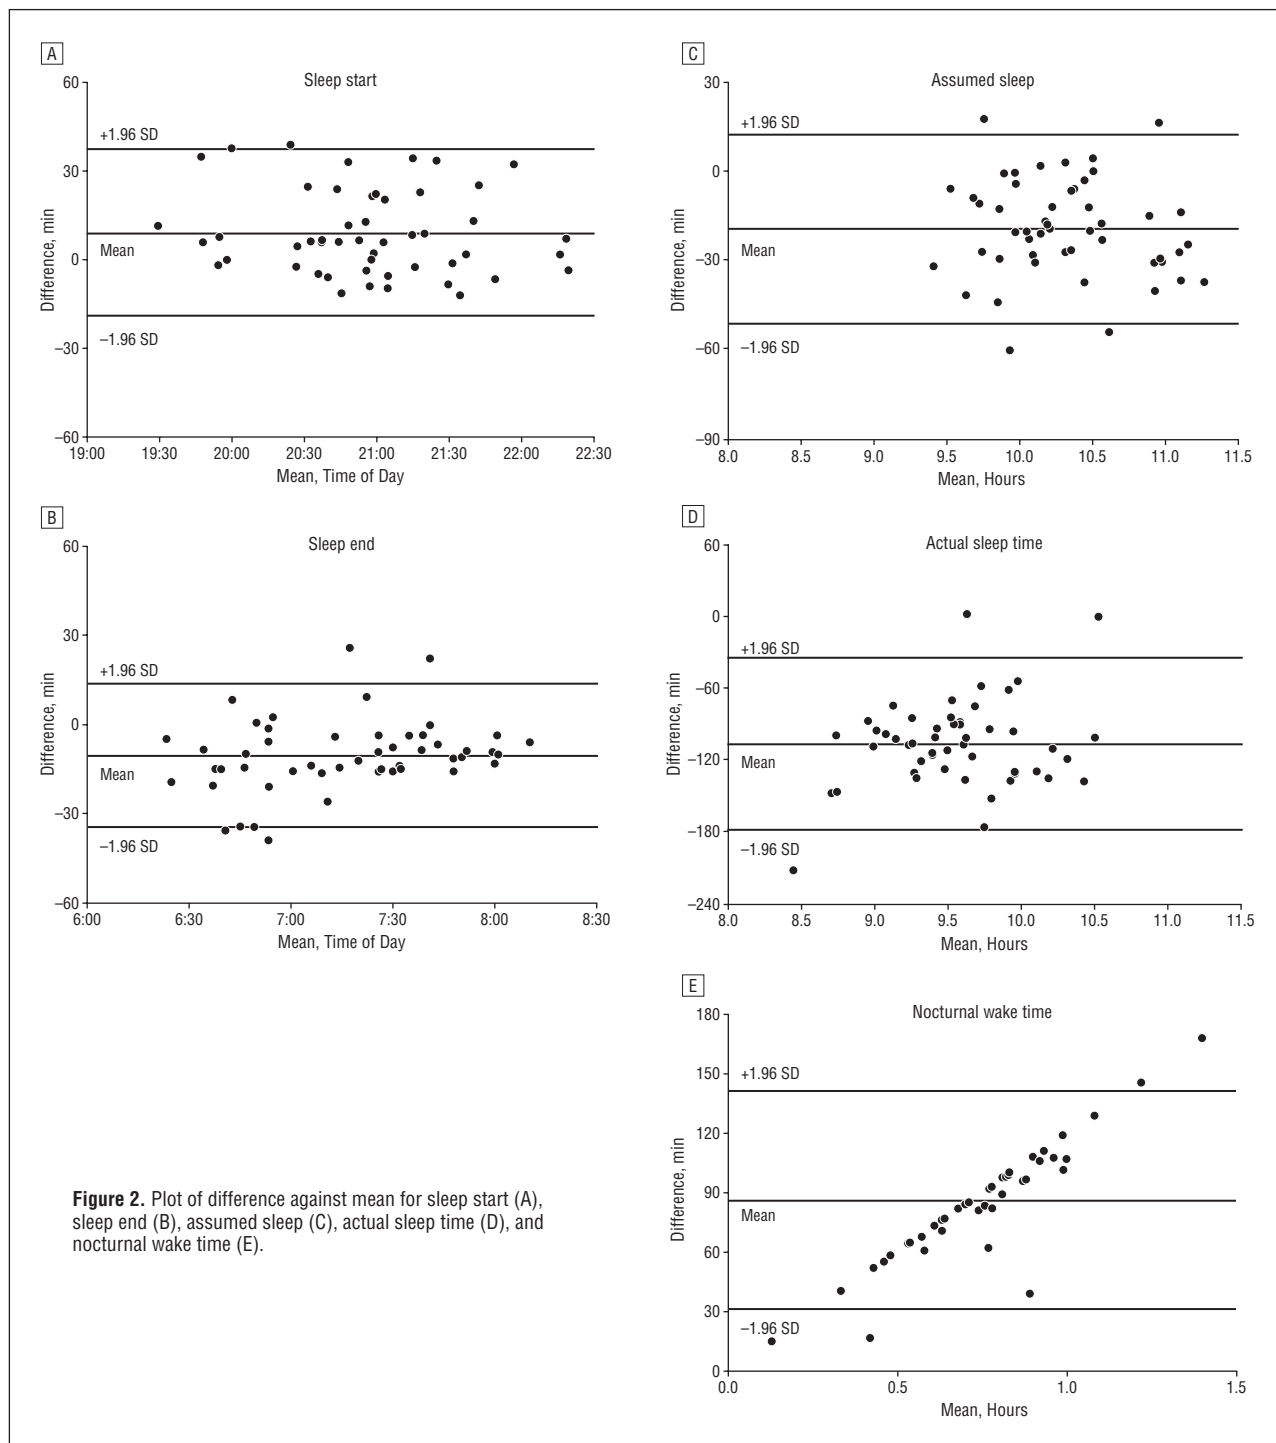 A
Sleep start
60
30
0
–30
–60
Difference, min
+1.96 SD
Mean
–1.96 SD
19:00 19:30 20:00 20:30 21:00 21:30 22:00 22:30
Mean, Time of Day
B
Sleep end
60
30
0
–30
–60
Difference, min
+1.96 SD
Mean
–1.96 SD
6:00 6:30 7:00 7:30 8:00 8:30
Mean, Time of Day
C
Assumed sleep
30
0
–30
–60
–90
Difference, min
+1.96 SD
Mean
–1.96 SD
8.0 8.5 9.0 9.5 10.0 10.5 11.0 11.5
Mean, Hours
D
Actual sleep time
60
0
–60
–120
–180
–240
Difference, min
+1.96 SD
Mean
–1.96 SD
8.0 9.0 9.5 10.0 10.5 11.0 11.5
Mean, Hours
E
Nocturnal wake time
180
150
120
90
60
30
0
Difference, min
+1.96 SD
Mean
–1.96 SD
0.0 0.5 1.0 1.5
Mean, Hours
Figure 2. Plot of difference against mean for sleep start (A),
sleep end (B), assumed sleep (C), actual sleep time (D), and
nocturnal wake time (E).